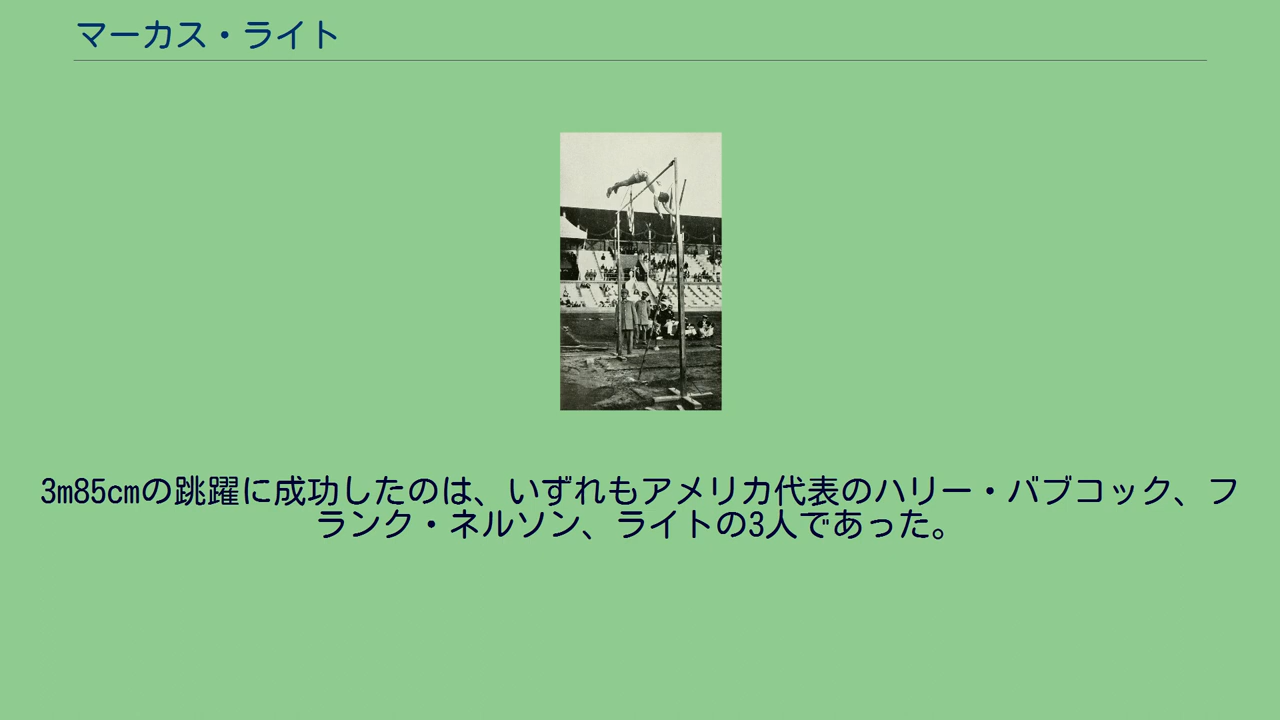 マーカス・ライト
3m85cmの跳躍に成功したのは、いずれもアメリカ代表のハリー・バブコック、フ
ランク・ネルソン、ライトの3人であった。